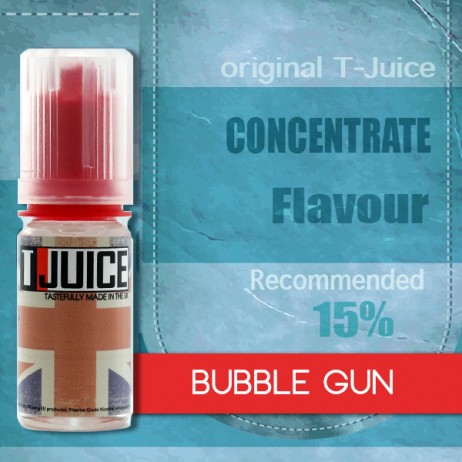 original T-Juice
CONCENTRATE
Flavour
Recommended
15%
BUBBLE GUN
T JUICE
TASTEFULLY MADE IN THE UK